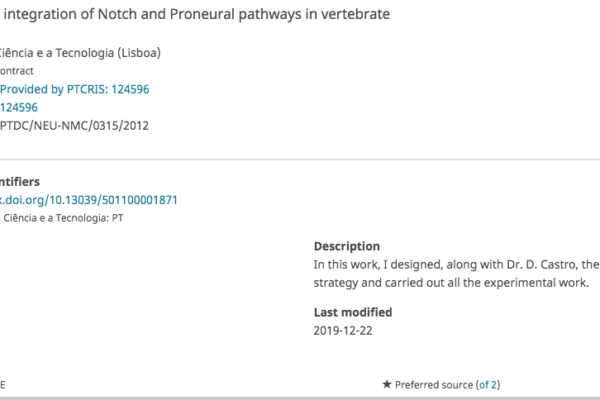 integration of Notch and Proneural pathways in vertebrate
Ciência e a Tecnologia (Lisboa)
ontract
Provided by PTCRIS: 124596
124596
PTDC/NEU-NMC/0315/2012
ntifiers
x.doi.org/10.13039/501100001871
Ciência e a Tecnologia: PT
Description
In this work, I designed, along with Dr. D. Castro, the
strategy and carried out all the experimental work.
Last modified
2019-12-22
E
★ Preferred source (of 2)